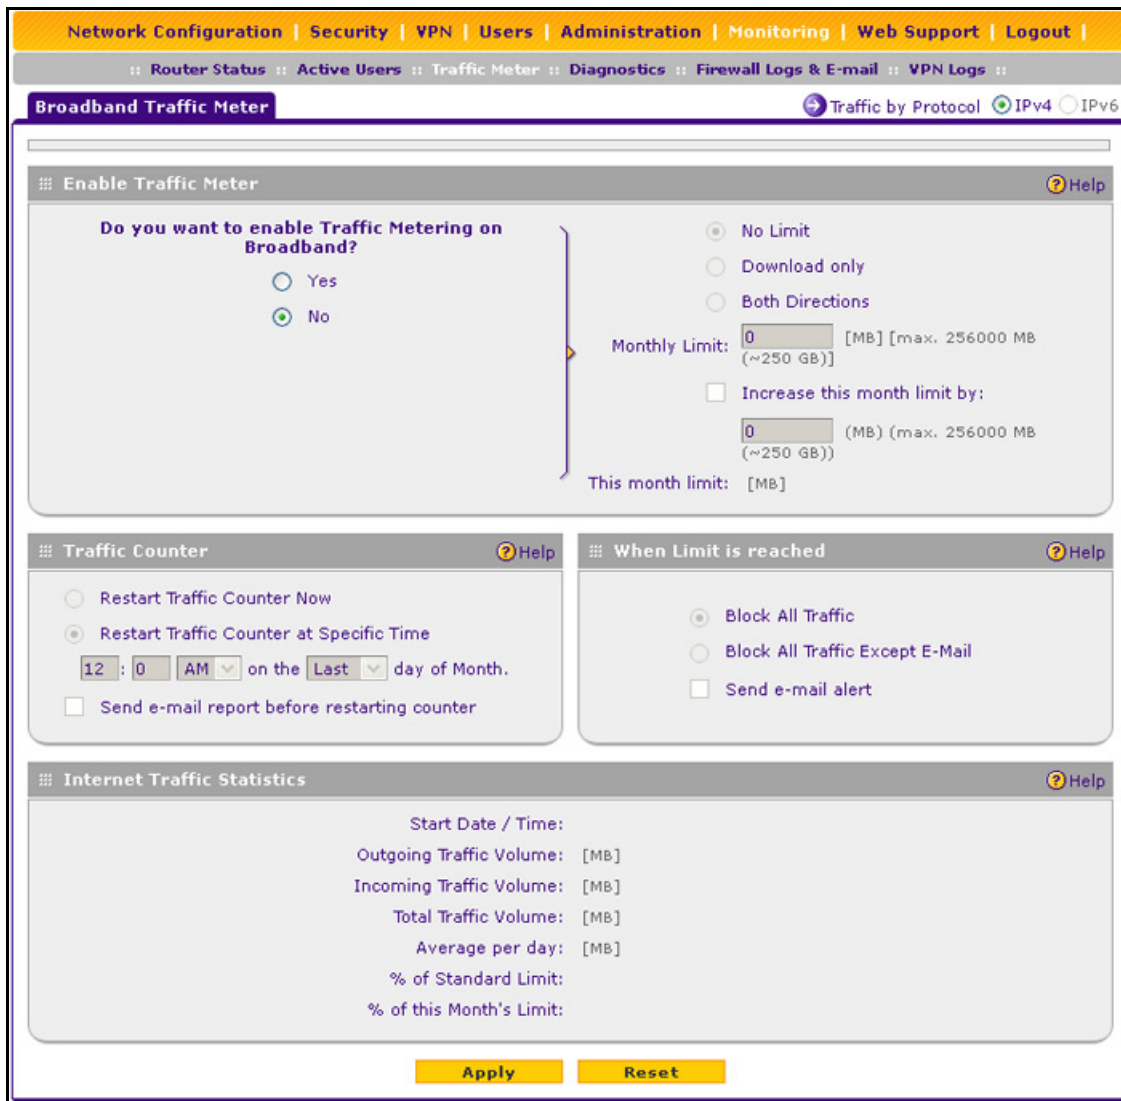 Network Configuration | Security | VPN | Users | Administration | Monitoring | Web Support | Logout |
:: Router Status :: Active Users :: Traffic Meter :: Diagnostics :: Firewall Logs & E-mail :: VPN Logs ::
Broadband Traffic Meter Traffic by Protocol IPv4 IPv6
Enable Traffic Meter Help
Do you want to enable Traffic Metering on
Broadband?
Yes
No
No Limit
Download only
Both Directions
Monthly Limit: 0 [MB] [max. 256000 MB
(~250 GB)]
Increase this month limit by:
0 (MB) (max. 256000 MB
(~250 GB))
This month limit: [MB]
Traffic Counter Help
Restart Traffic Counter Now
Restart Traffic Counter at Specific Time
12 : 0 AM on the Last day of Month.
Send e-mail report before restarting counter
When Limit is reached Help
Block All Traffic
Block All Traffic Except E-Mail
Send e-mail alert
Internet Traffic Statistics Help
Start Date / Time:
Outgoing Traffic Volume: [MB]
Incoming Traffic Volume: [MB]
Total Traffic Volume: [MB]
Average per day: [MB]
% of Standard Limit:
% of this Month's Limit:
Apply Reset